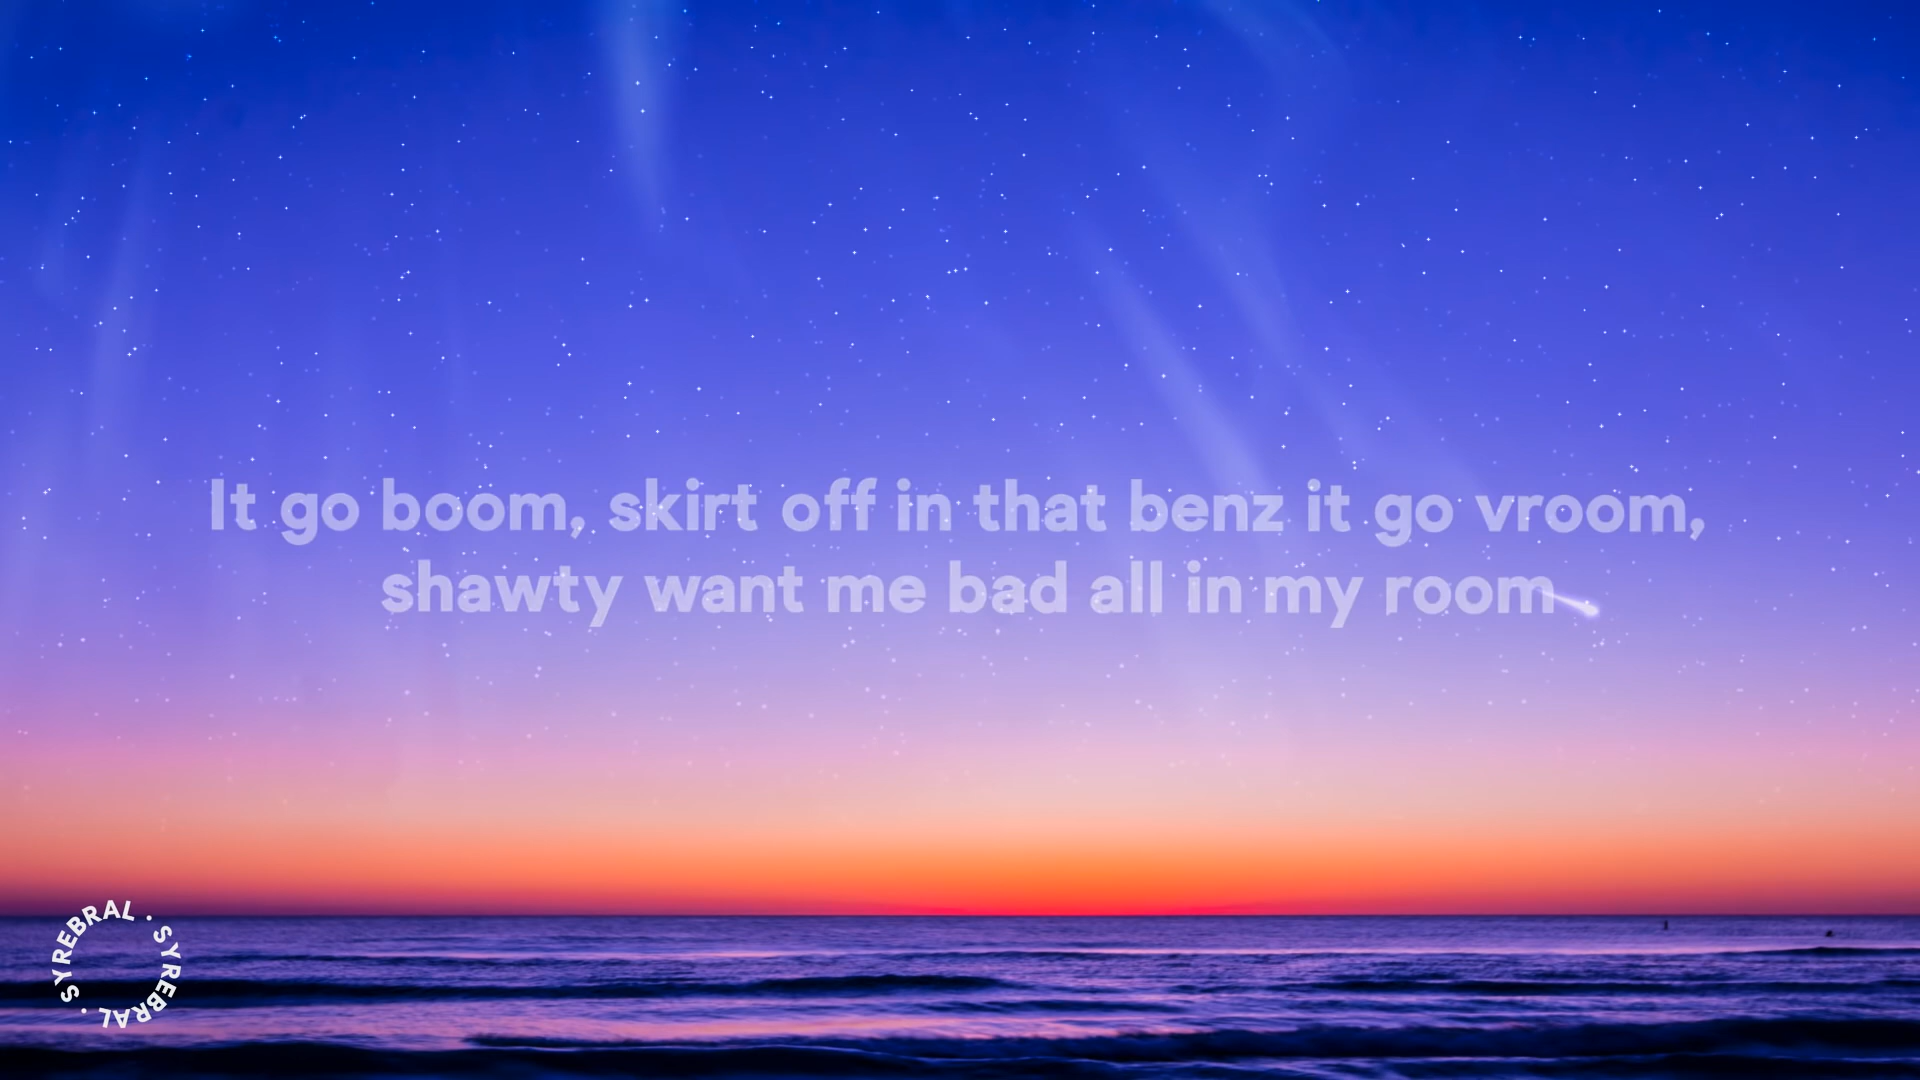 It go boom, skirt off in that benz it go vroom,
shawty want me bad all in my room
SYREBRAL · SYREBRAL · SYREBRAL ·